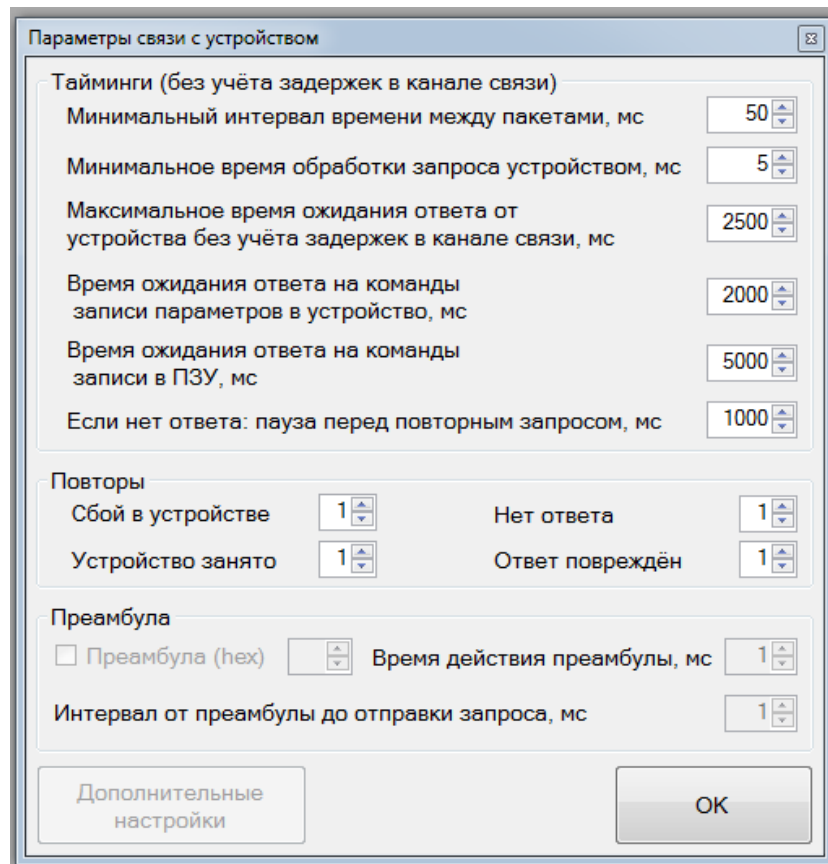 Параметры связи с устройством
Тайминги (без учёта задержек в канале связи)
Минимальный интервал времени между пакетами, мс 50
Минимальное время обработки запроса устройством, мс 5
Максимальное время ожидания ответа от
устройства без учёта задержек в канале связи, мс 2500
Время ожидания ответа на команды
записи параметров в устройство, мс 2000
Время ожидания ответа на команды
записи в ПЗУ, мс 5000
Если нет ответа: пауза перед повторным запросом, мс 1000
Повторы
Сбой в устройстве 1 Нет ответа 1
Устройство занято 1 Ответ повреждён 1
Преамбула
Преамбула (hex) Время действия преамбулы, мс 1
Интервал от преамбулы до отправки запроса, мс 1
Дополнительные
настройки
OK